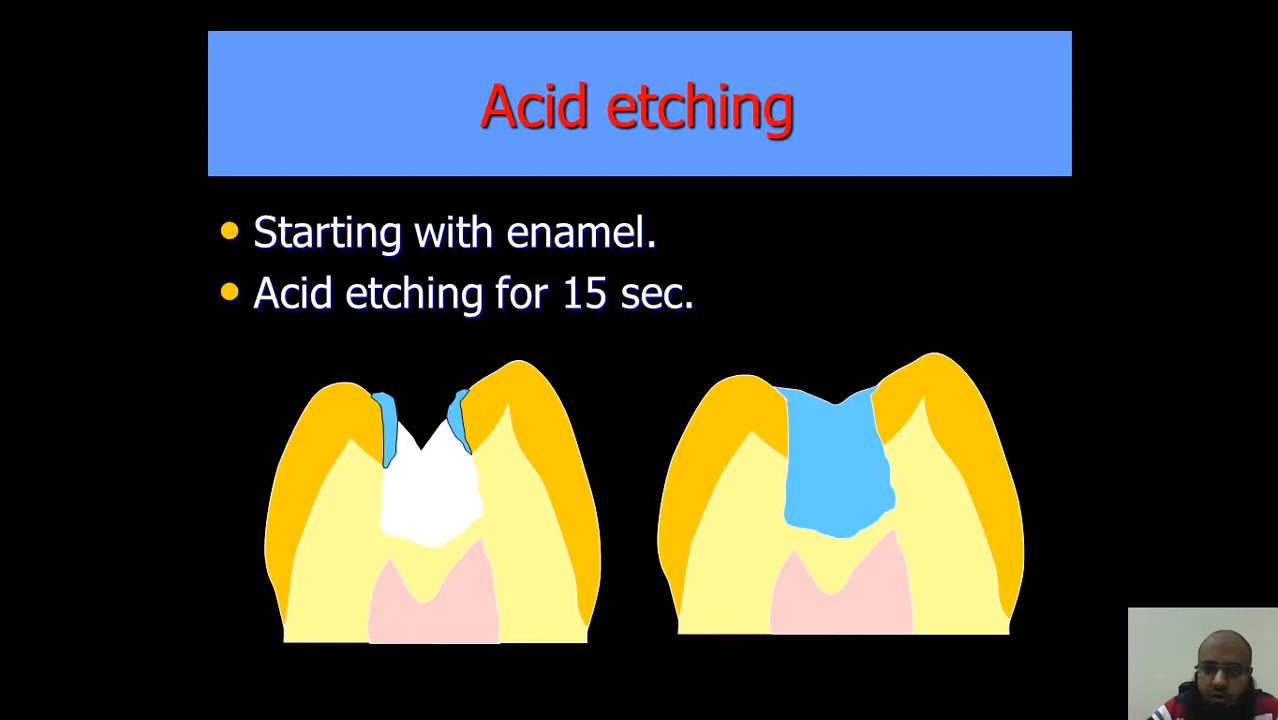 Acid etching
Starting with enamel.
Acid etching for 15 sec.